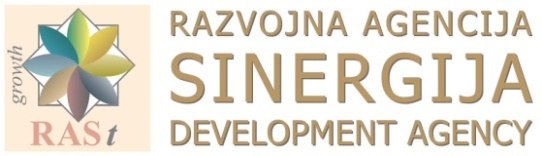 growth
RASt
RAZVOJNA AGENCIJA
SINERGIJA
DEVELOPMENT AGENCY